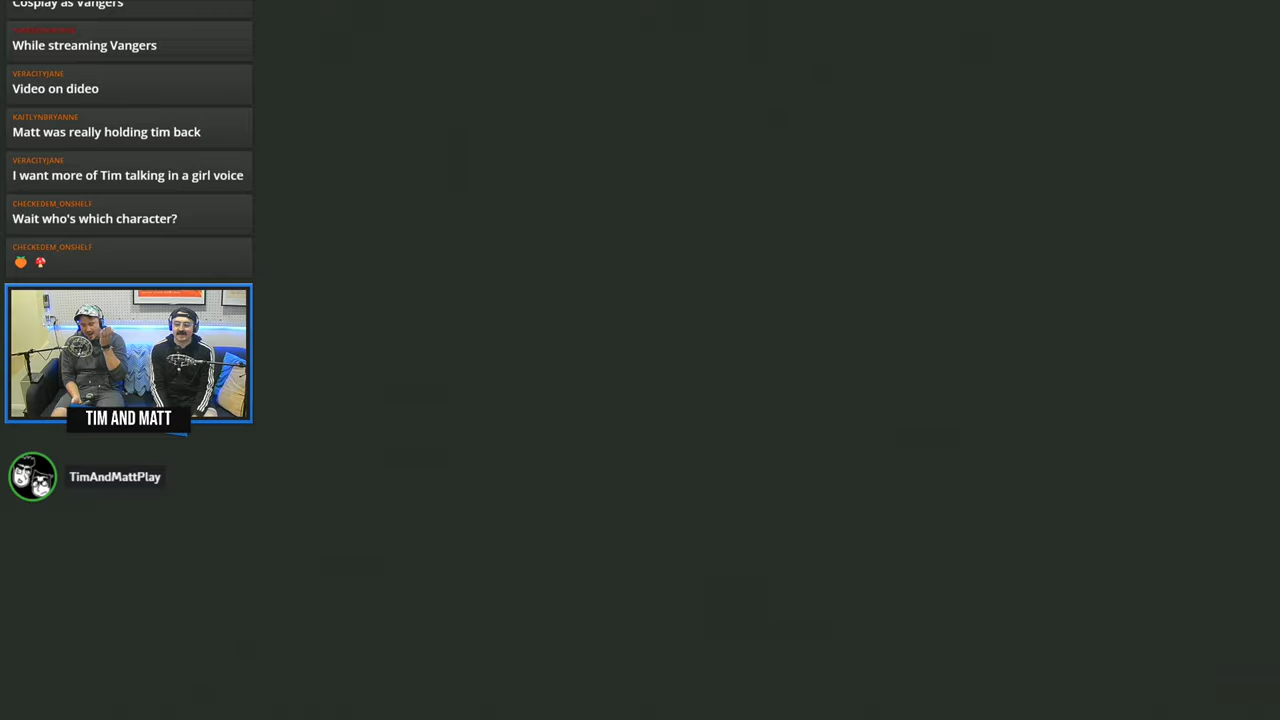 Cosplay as Vangers
While streaming Vangers
VERACITYJANE
Video on dideo
KAITLYNBRYANNE
Matt was really holding tim back
VERACITYJANE
I want more of Tim talking in a girl voice
CHECKEDEM_ONSHELF
Wait who's which character?
CHECKEDEM_ONSHELF
TIM AND MATT
TimAndMattPlay